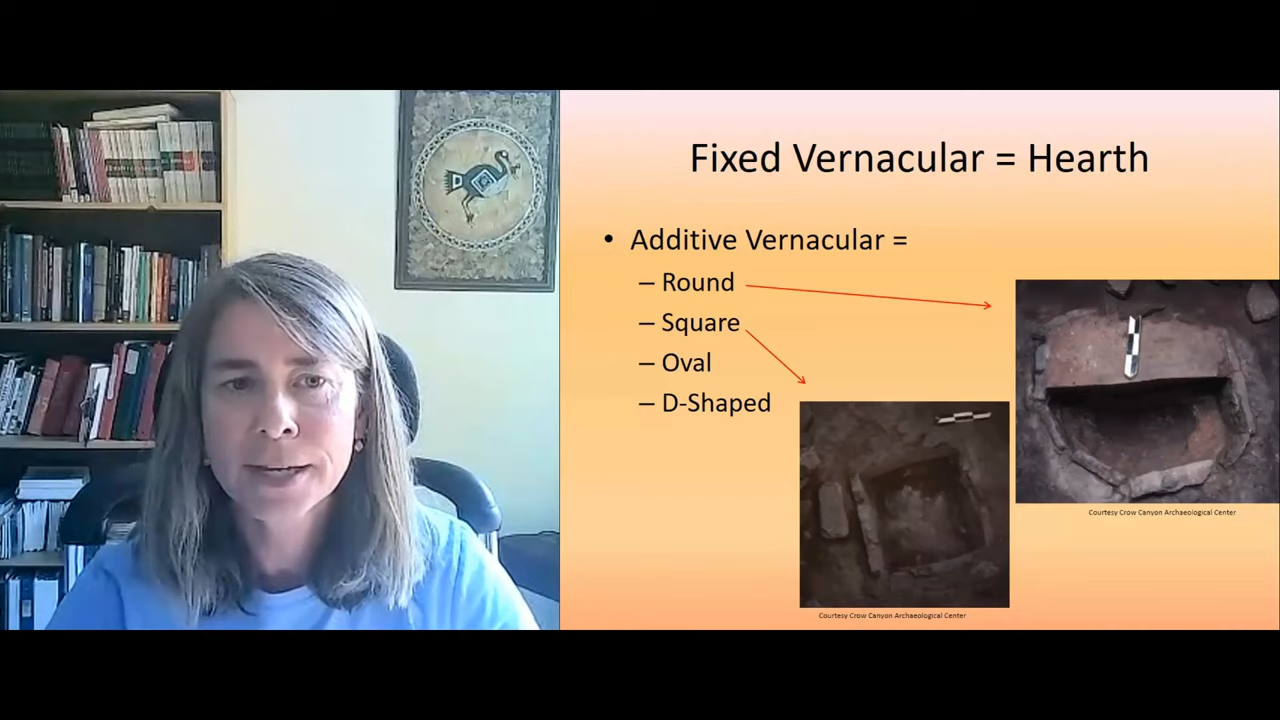 Fixed Vernacular = Hearth
• Additive Vernacular =
– Round
– Square
– Oval
– D-Shaped
Courtesy Crow Canyon Archaeological Center
Courtesy Crow Canyon Archaeological Center